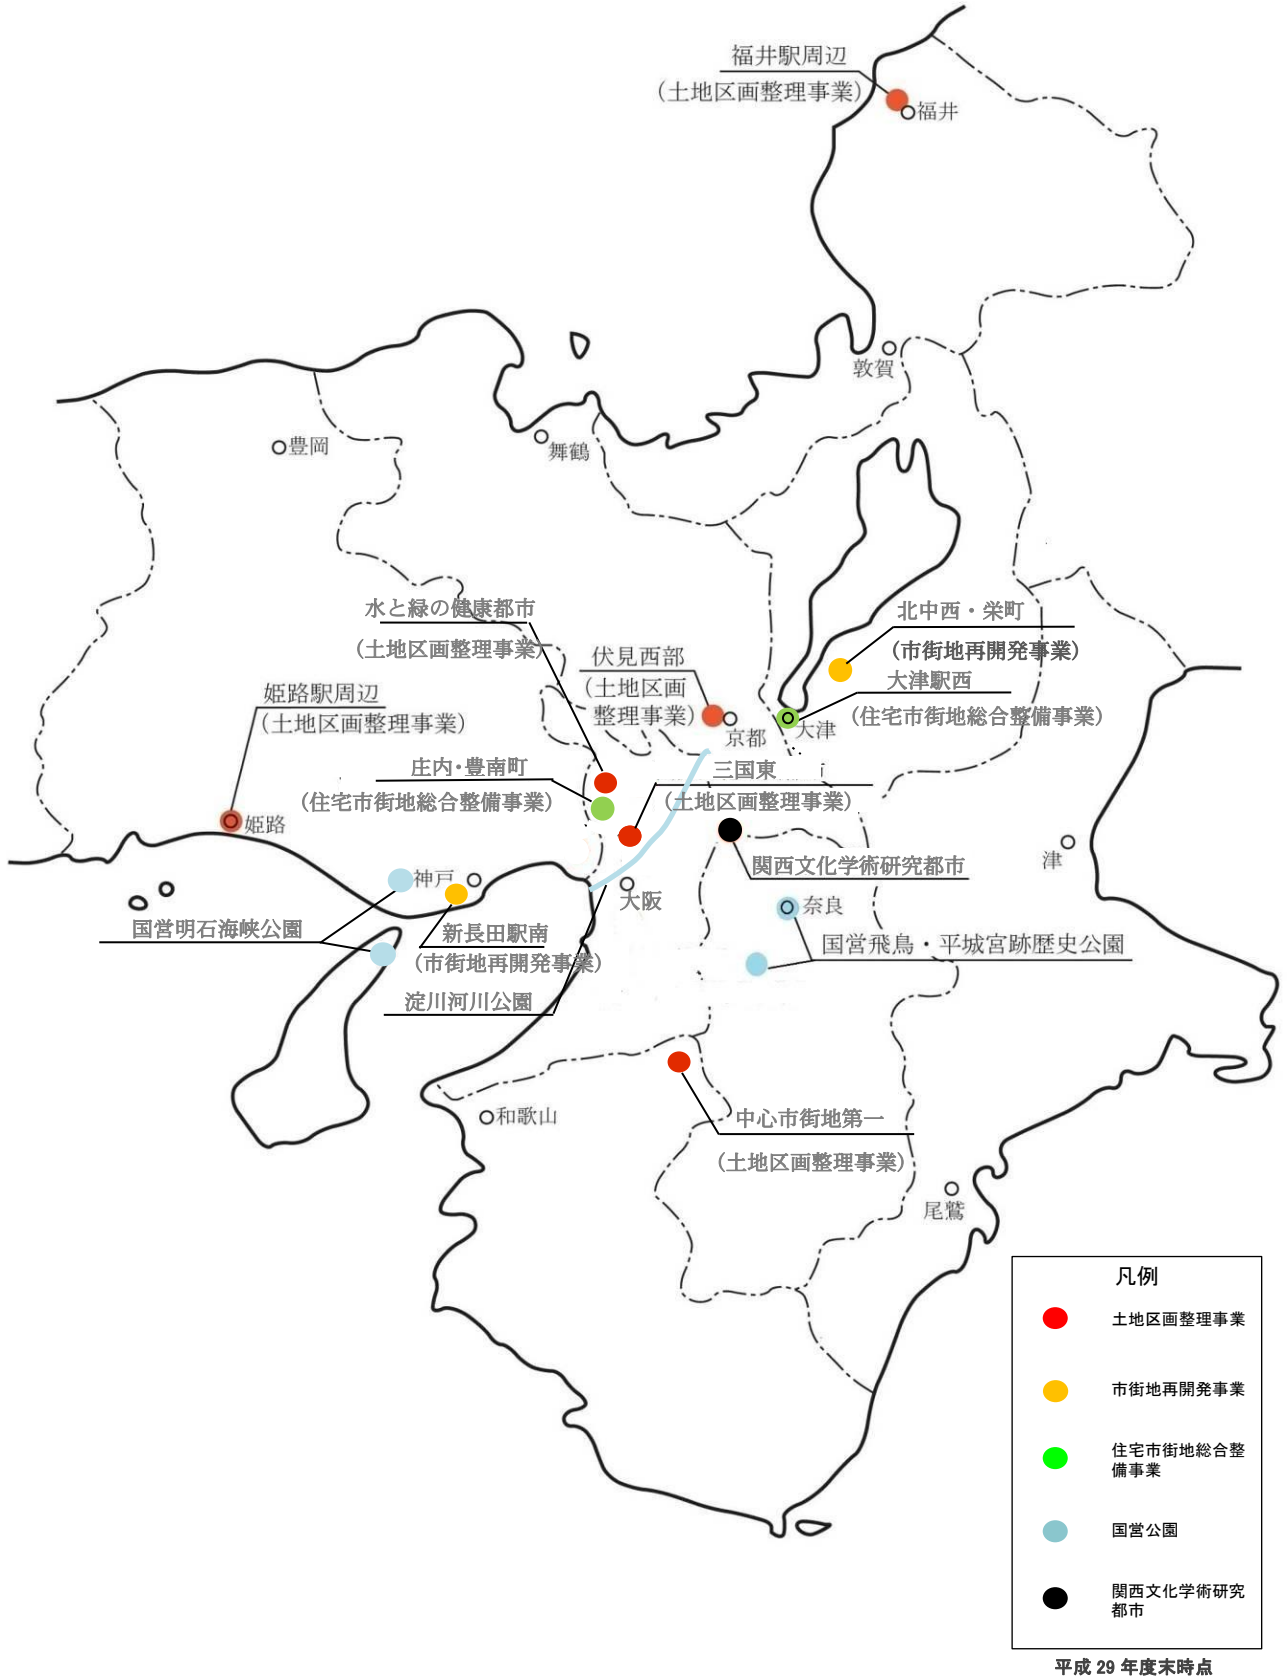 福井駅周辺
(土地区画整理事業)
福井
敦賀
豊岡
舞鶴
水と緑の健康都市
(土地区画整理事業)
北中西・栄町
(市街地再開発事業)
伏見西部
(土地区画
整理事業)
京都
大津駅西
(住宅市街地総合整備事業)
大津
姫路駅周辺
(土地区画整理事業)
姫路
庄内・豊南町
(住宅市街地総合整備事業)
三国東
(土地区画整理事業)
関西文化学術研究都市
津
神戸
大阪
奈良
国営明石海峡公園
新長田駅南
(市街地再開発事業)
国営飛鳥・平城宮跡歴史公園
淀川河川公園
和歌山
中心市街地第一
(土地区画整理事業)
尾鷲
凡例
土地区画整理事業
市街地再開発事業
住宅市街地総合整
備事業
国営公園
関西文化学術研究
都市
平成 29 年度末時点